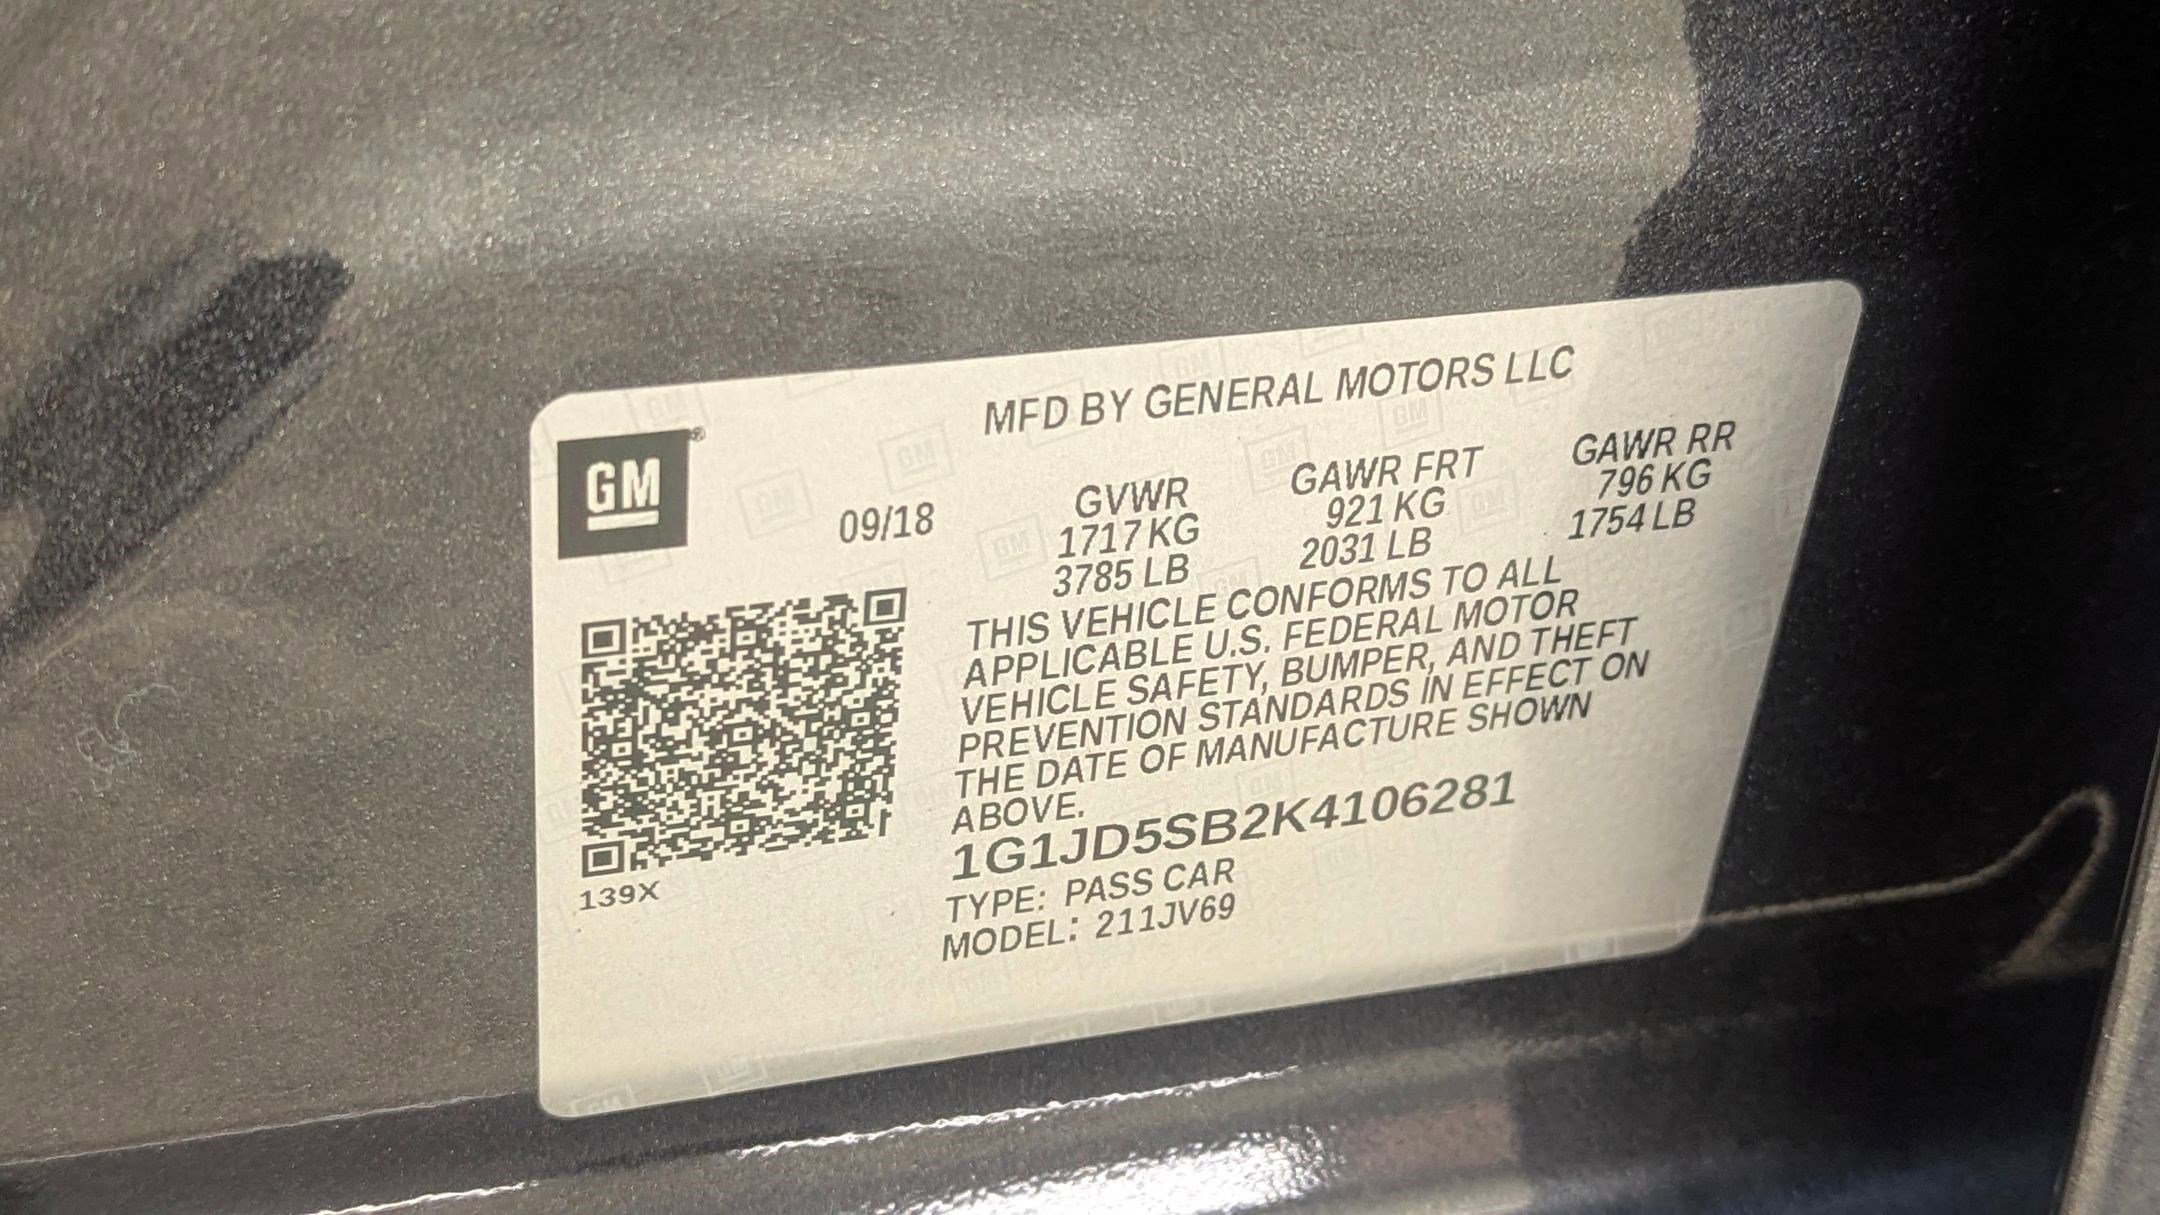 MFD BY GENERAL MOTORS LLC
GM®
09/18
GVWR
1717 KG
3785 LB
GAWR FRT
921 KG
2031 LB
GAWR RR
796 KG
1754 LB
THIS VEHICLE CONFORMS TO ALL
APPLICABLE U.S. FEDERAL MOTOR
VEHICLE SAFETY, BUMPER, AND THEFT
PREVENTION STANDARDS IN EFFECT ON
THE DATE OF MANUFACTURE SHOWN
ABOVE.
1G1JD5SB2K4106281
TYPE: PASS CAR
MODEL: 211JV69
139X